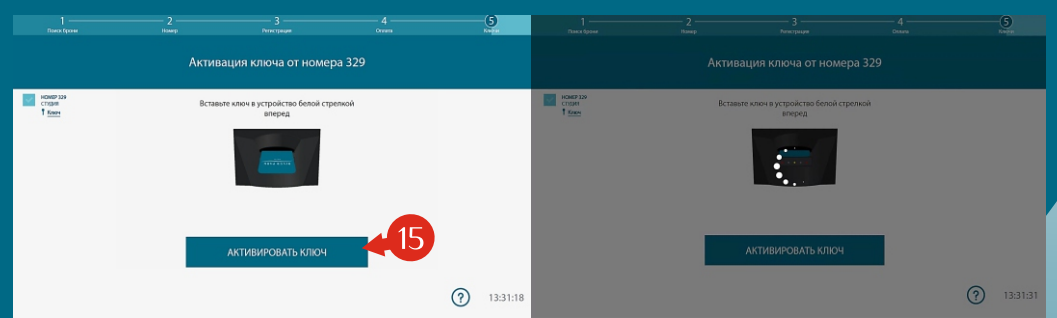 1 2 3 4 5
Поиск брони Номер Регистрация Оплата Ключи
Активация ключа от номера 329
НОМЕР 329
СТУДИЯ
Ключ
Вставьте ключ в устройство белой стрелкой
вперед
АКТИВИРОВАТЬ КЛЮЧ
15
? 13:31:18
1 2 3 4 5
Поиск брони Номер Регистрация Оплата Ключи
Активация ключа от номера 329
НОМЕР 329
СТУДИЯ
Ключ
Вставьте ключ в устройство белой стрелкой
вперед
АКТИВИРОВАТЬ КЛЮЧ
? 13:31:31